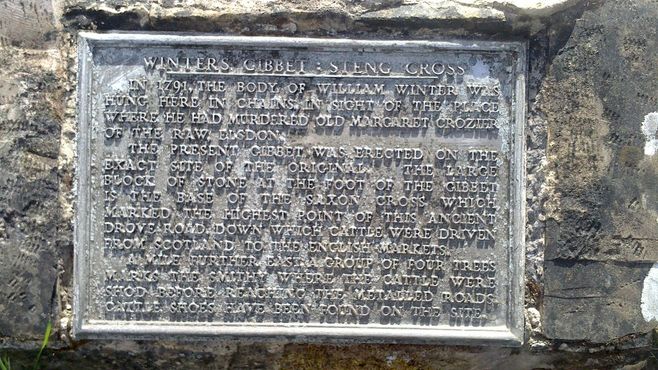 WINTERS GIBBET : STENG CROSS
IN 1791 THE BODY OF WILLIAM WINTER WAS
HUNG HERE IN CHAINS, IN SIGHT OF THE PLACE
WHERE HE HAD MURDERED OLD MARGARET CROZIER
OF THE RAW, ELSDON.
THE PRESENT GIBBET WAS ERECTED ON THE
EXACT SITE OF THE ORIGINAL. THE LARGE
BLOCK OF STONE AT THE FOOT OF THE GIBBET
IS THE BASE OF THE SAXON CROSS WHICH
MARKED THE HIGHEST POINT OF THIS ANCIENT
DROVE ROAD DOWN WHICH CATTLE WERE DRIVEN
FROM SCOTLAND TO THE ENGLISH MARKETS.
A MILE FURTHER EAST A GROUP OF FOUR TREES
MARKS THE SMITHY WHERE THE CATTLE WERE
SHOD BEFORE REACHING THE METALLED ROADS.
CATTLE SHOES HAVE BEEN FOUND ON THE SITE.